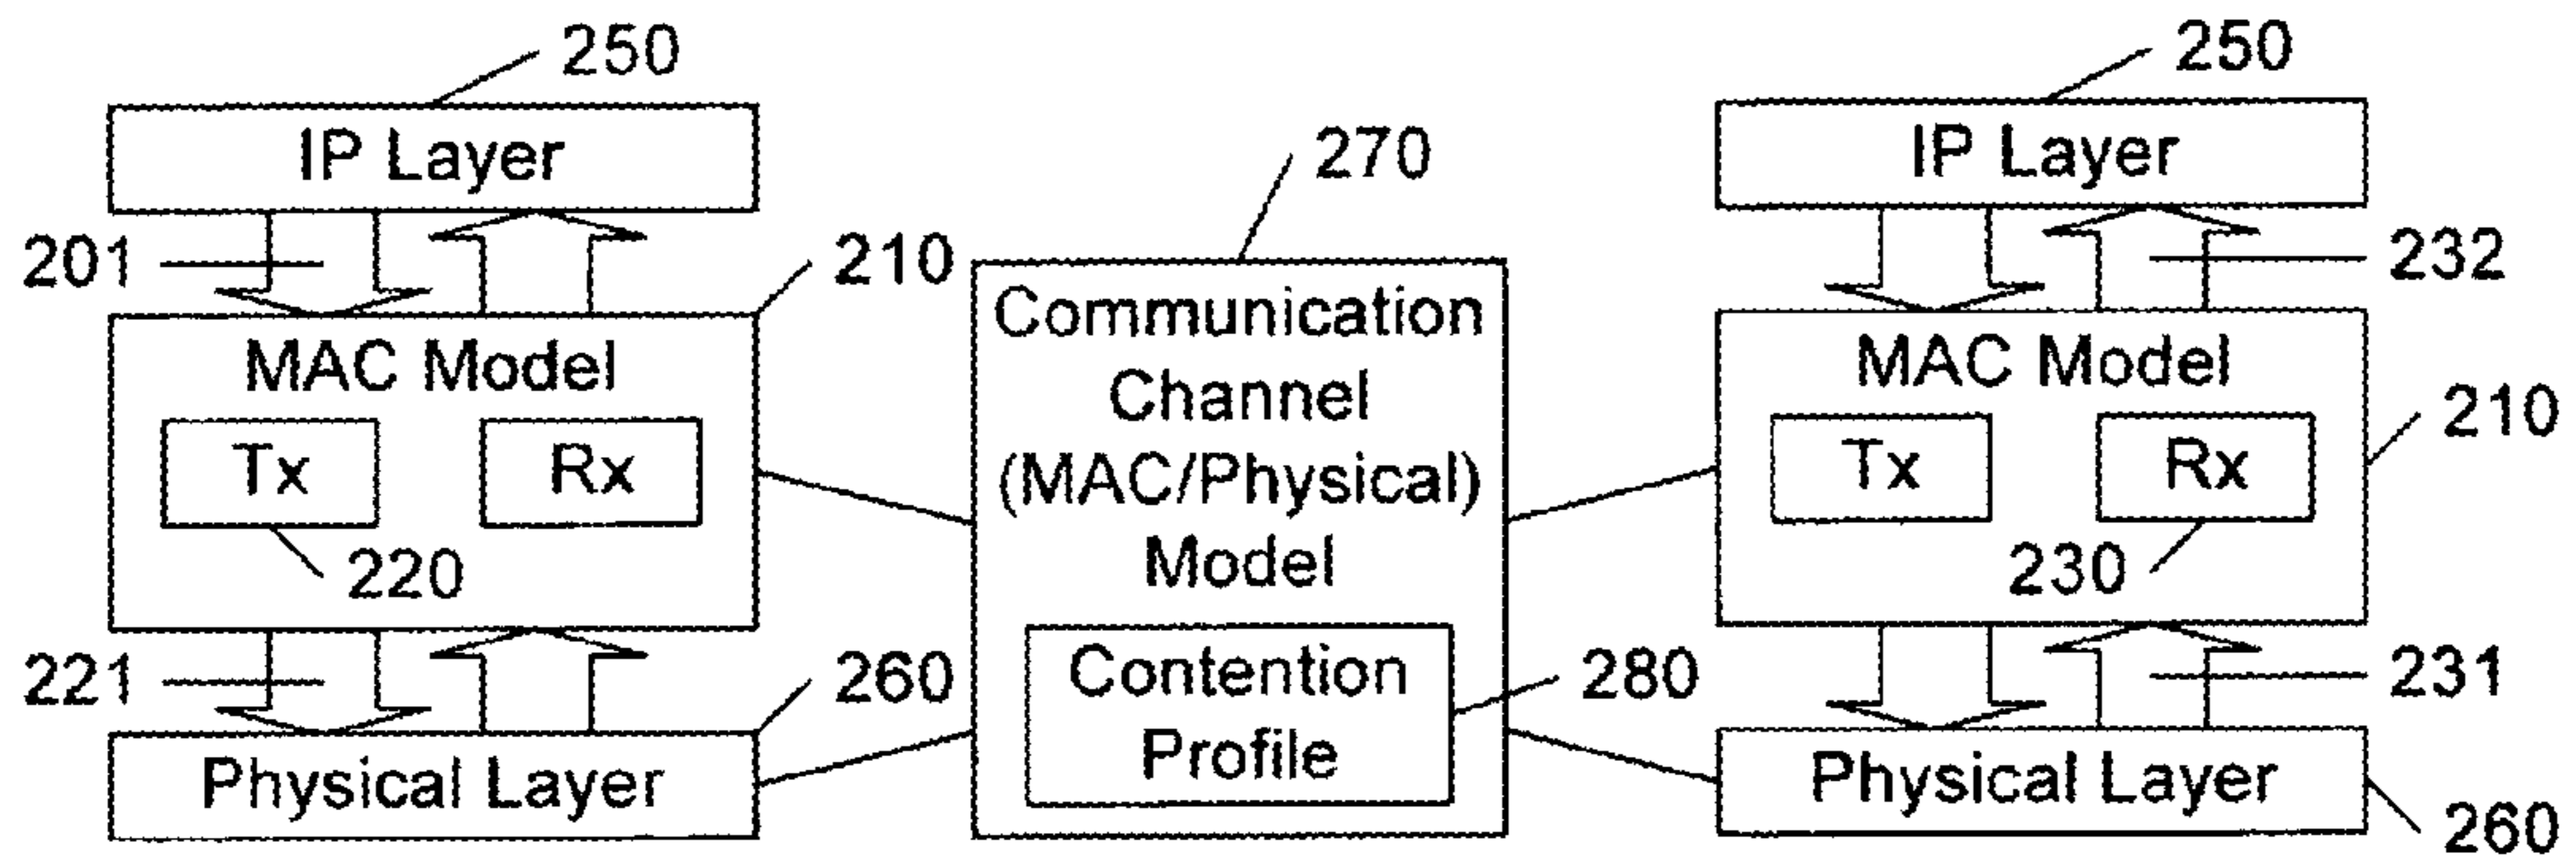 250
IP Layer
201
210
MAC Model
Tx
Rx
220
221
260
Physical Layer
270
Communication
Channel
(MAC/Physical)
Model
Contention
Profile
280
250
IP Layer
232
MAC Model
210
Tx
Rx
230
231
Physical Layer
260